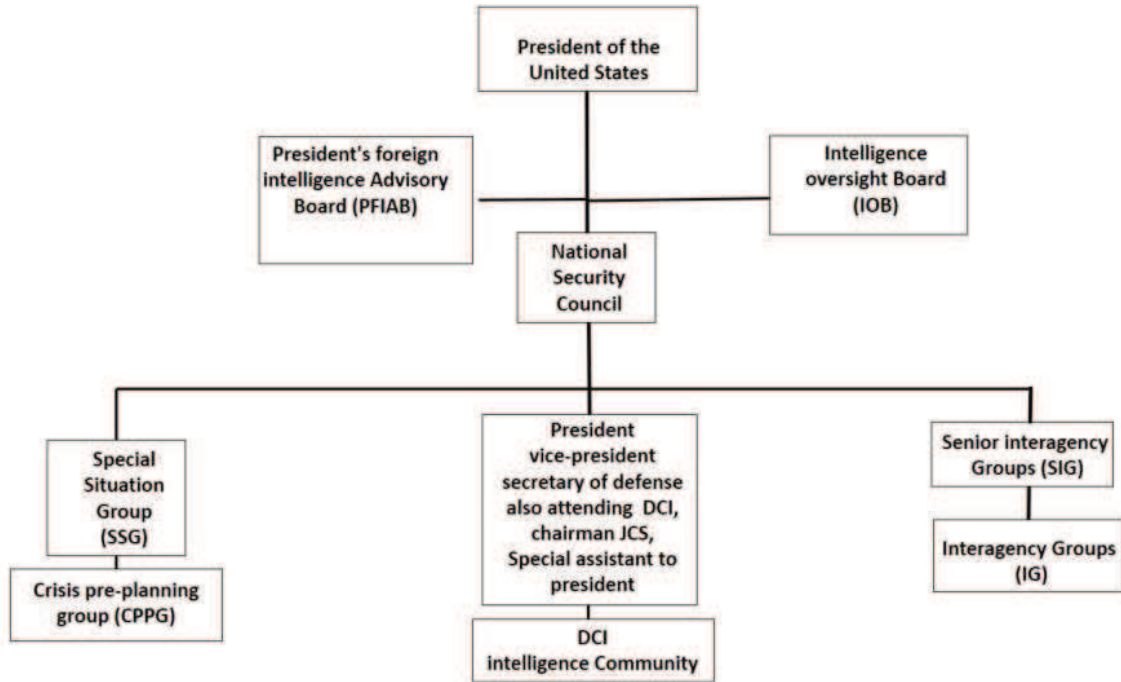 President of the
United States
President's foreign
intelligence Advisory
Board (PFIAB)
Intelligence
oversight Board
(IOB)
National
Security
Council
Special
Situation
Group
(SSG)
Crisis pre-planning
group (CPPG)
President
vice-president
secretary of defense
also attending DCI,
chairman JCS,
Special assistant to
president
DCI
intelligence Community
Senior interagency
Groups (SIG)
Interagency Groups
(IG)